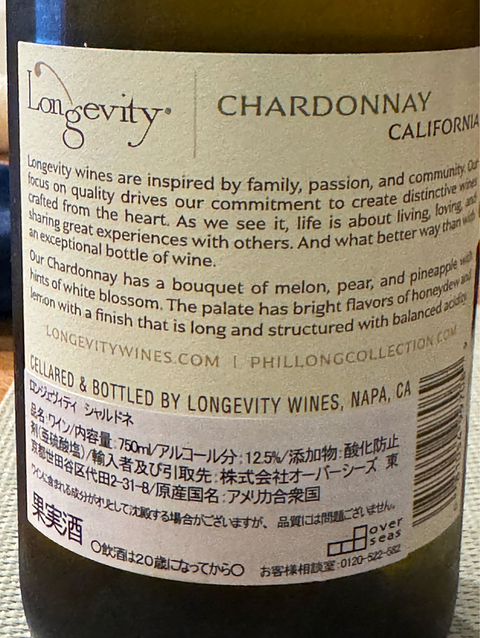 Longevity®
CHARDONNAY
CALIFORNIA
Longevity wines are inspired by family, passion, and community. Our
focus on quality drives our commitment to create distinctive wines
crafted from the heart. As we see it, life is about living, loving, and
sharing great experiences with others. And what better way than with
an exceptional bottle of wine.
Our Chardonnay has a bouquet of melon, pear, and pineapple with
hints of white blossom. The palate has bright flavors of honeydew and
lemon with a finish that is long and structured with balanced acidity.
LONGEVITYWINES.COM | PHILLONGCOLLECTION.COM
CELLARED & BOTTLED BY LONGEVITY WINES, NAPA, CA
ロンジェヴィティ シャルドネ
品名:ワイン/内容量:750ml/アルコール分:12.5%/添加物:酸化防止
剤(亜硫酸塩)/輸入者及び引取先:株式会社オーバーシーズ 東
京都世田谷区代田2-31-8/原産国名:アメリカ合衆国
ワインに含まれる成分がオリとして沈殿する場合がございますが、品質には問題ございません。
果実酒
○飲酒は20歳になってから○
over
seas
お客様相談室:0120-522-582